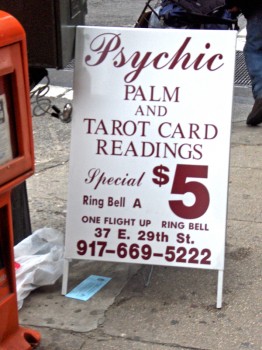 Psychic
PALM
AND
TAROT CARD
READINGS
Special $5
Ring Bell A
ONE FLIGHT UP RING BELL
37 E. 29th St.
917-669-5222